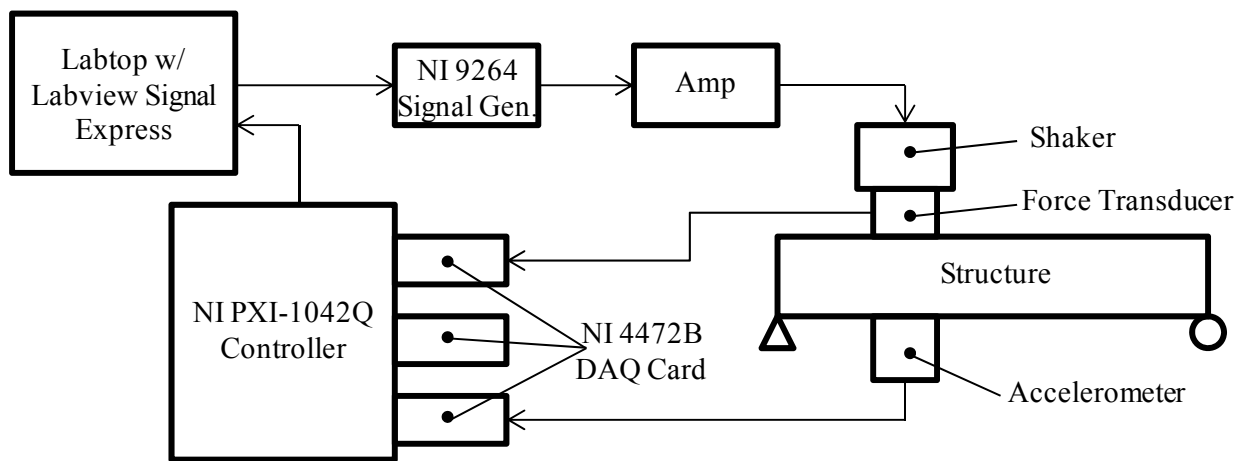 Labtop w/
Labview Signal
Express
NI 9264
Signal Gen.
Amp
Shaker
Force Transducer
Structure
NI PXI-1042Q
Controller
NI 4472B
DAQ Card
Accelerometer